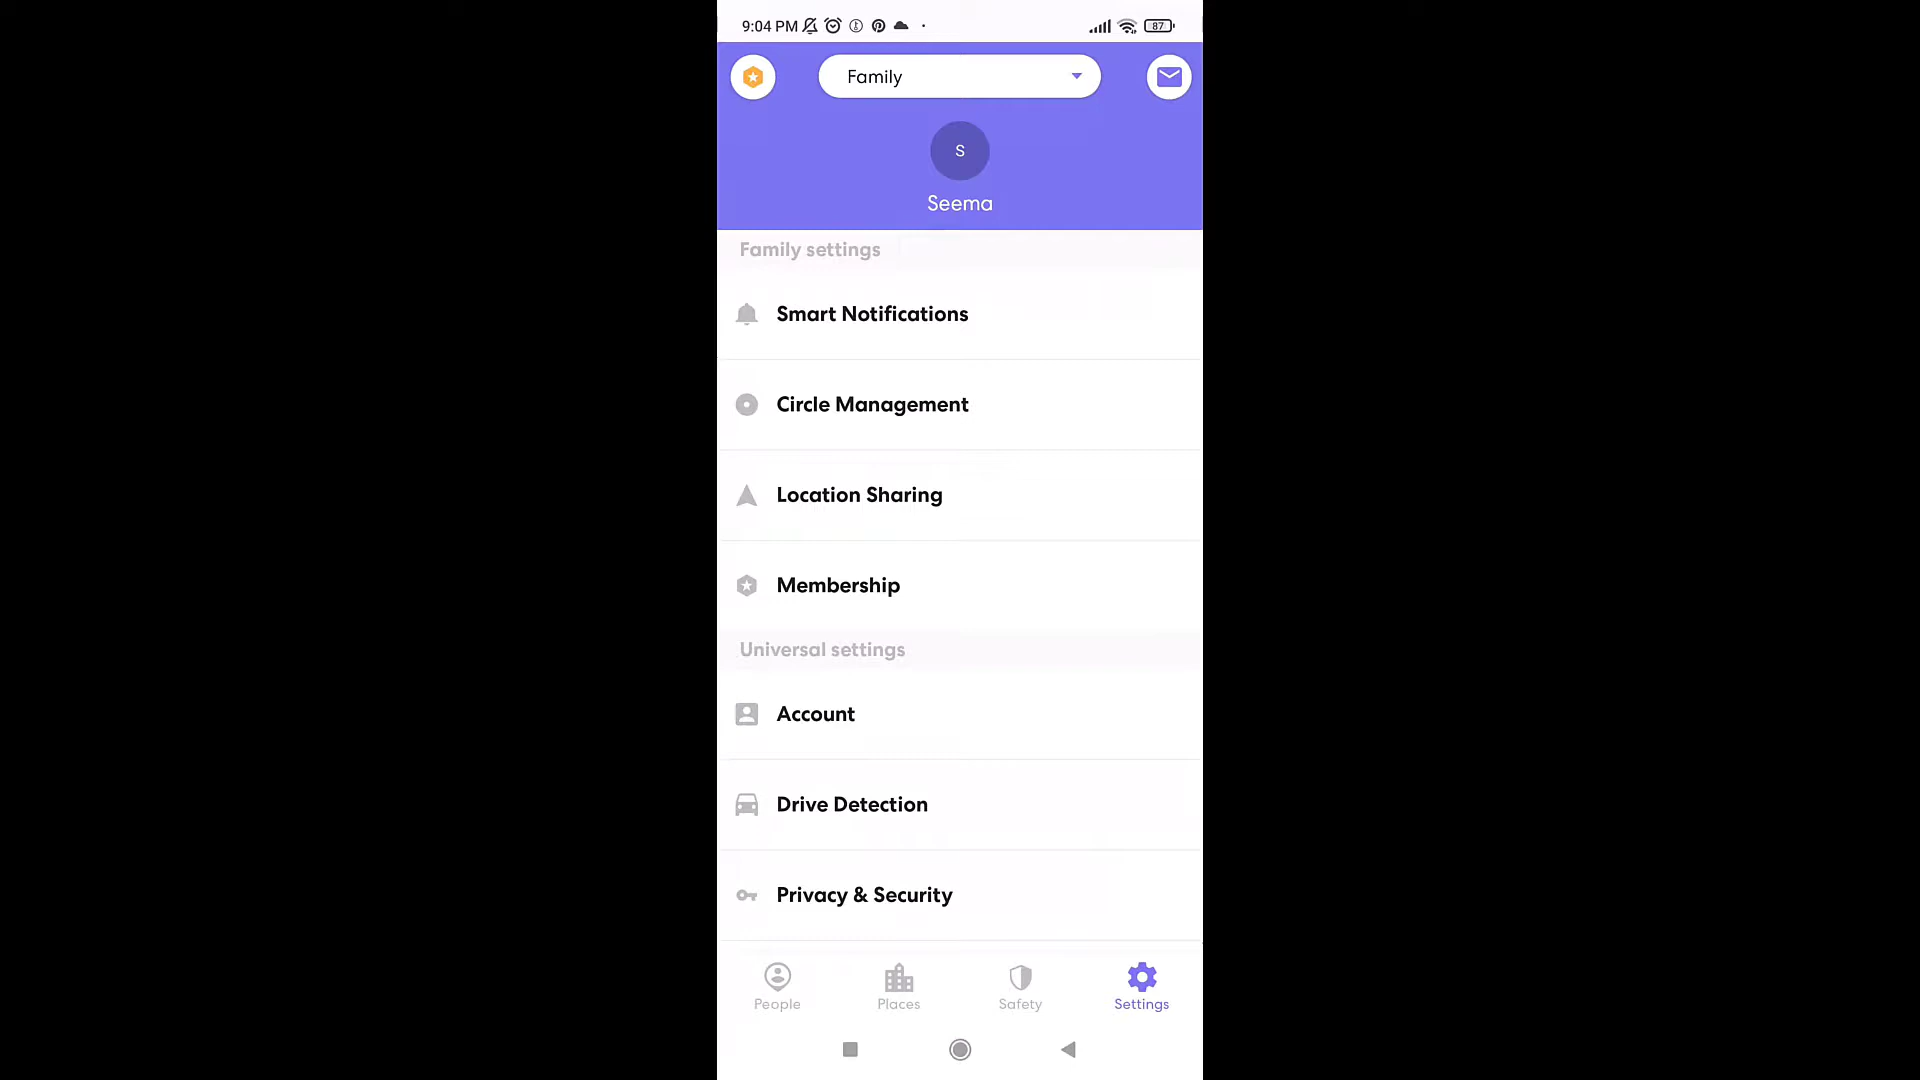 9:04 PM 87
Family
S
Seema
Family settings
Smart Notifications
Circle Management
Location Sharing
Membership
Universal settings
Account
Drive Detection
Privacy & Security
People Places Safety Settings